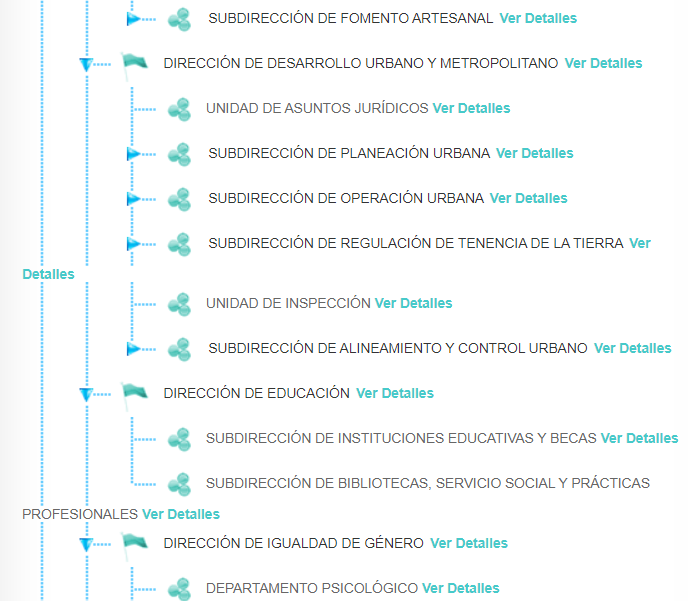 SUBDIRECCIÓN DE FOMENTO ARTESANAL Ver Detalles
DIRECCIÓN DE DESARROLLO URBANO Y METROPOLITANO Ver Detalles
UNIDAD DE ASUNTOS JURÍDICOS Ver Detalles
SUBDIRECCIÓN DE PLANEACIÓN URBANA Ver Detalles
SUBDIRECCIÓN DE OPERACIÓN URBANA Ver Detalles
SUBDIRECCIÓN DE REGULACIÓN DE TENENCIA DE LA TIERRA Ver
Detalles
UNIDAD DE INSPECCIÓN Ver Detalles
SUBDIRECCIÓN DE ALINEAMIENTO Y CONTROL URBANO Ver Detalles
DIRECCIÓN DE EDUCACIÓN Ver Detalles
SUBDIRECCIÓN DE INSTITUCIONES EDUCATIVAS Y BECAS Ver Detalles
SUBDIRECCIÓN DE BIBLIOTECAS, SERVICIO SOCIAL Y PRÁCTICAS
PROFESIONALES Ver Detalles
DIRECCIÓN DE IGUALDAD DE GÉNERO Ver Detalles
DEPARTAMENTO PSICOLÓGICO Ver Detalles